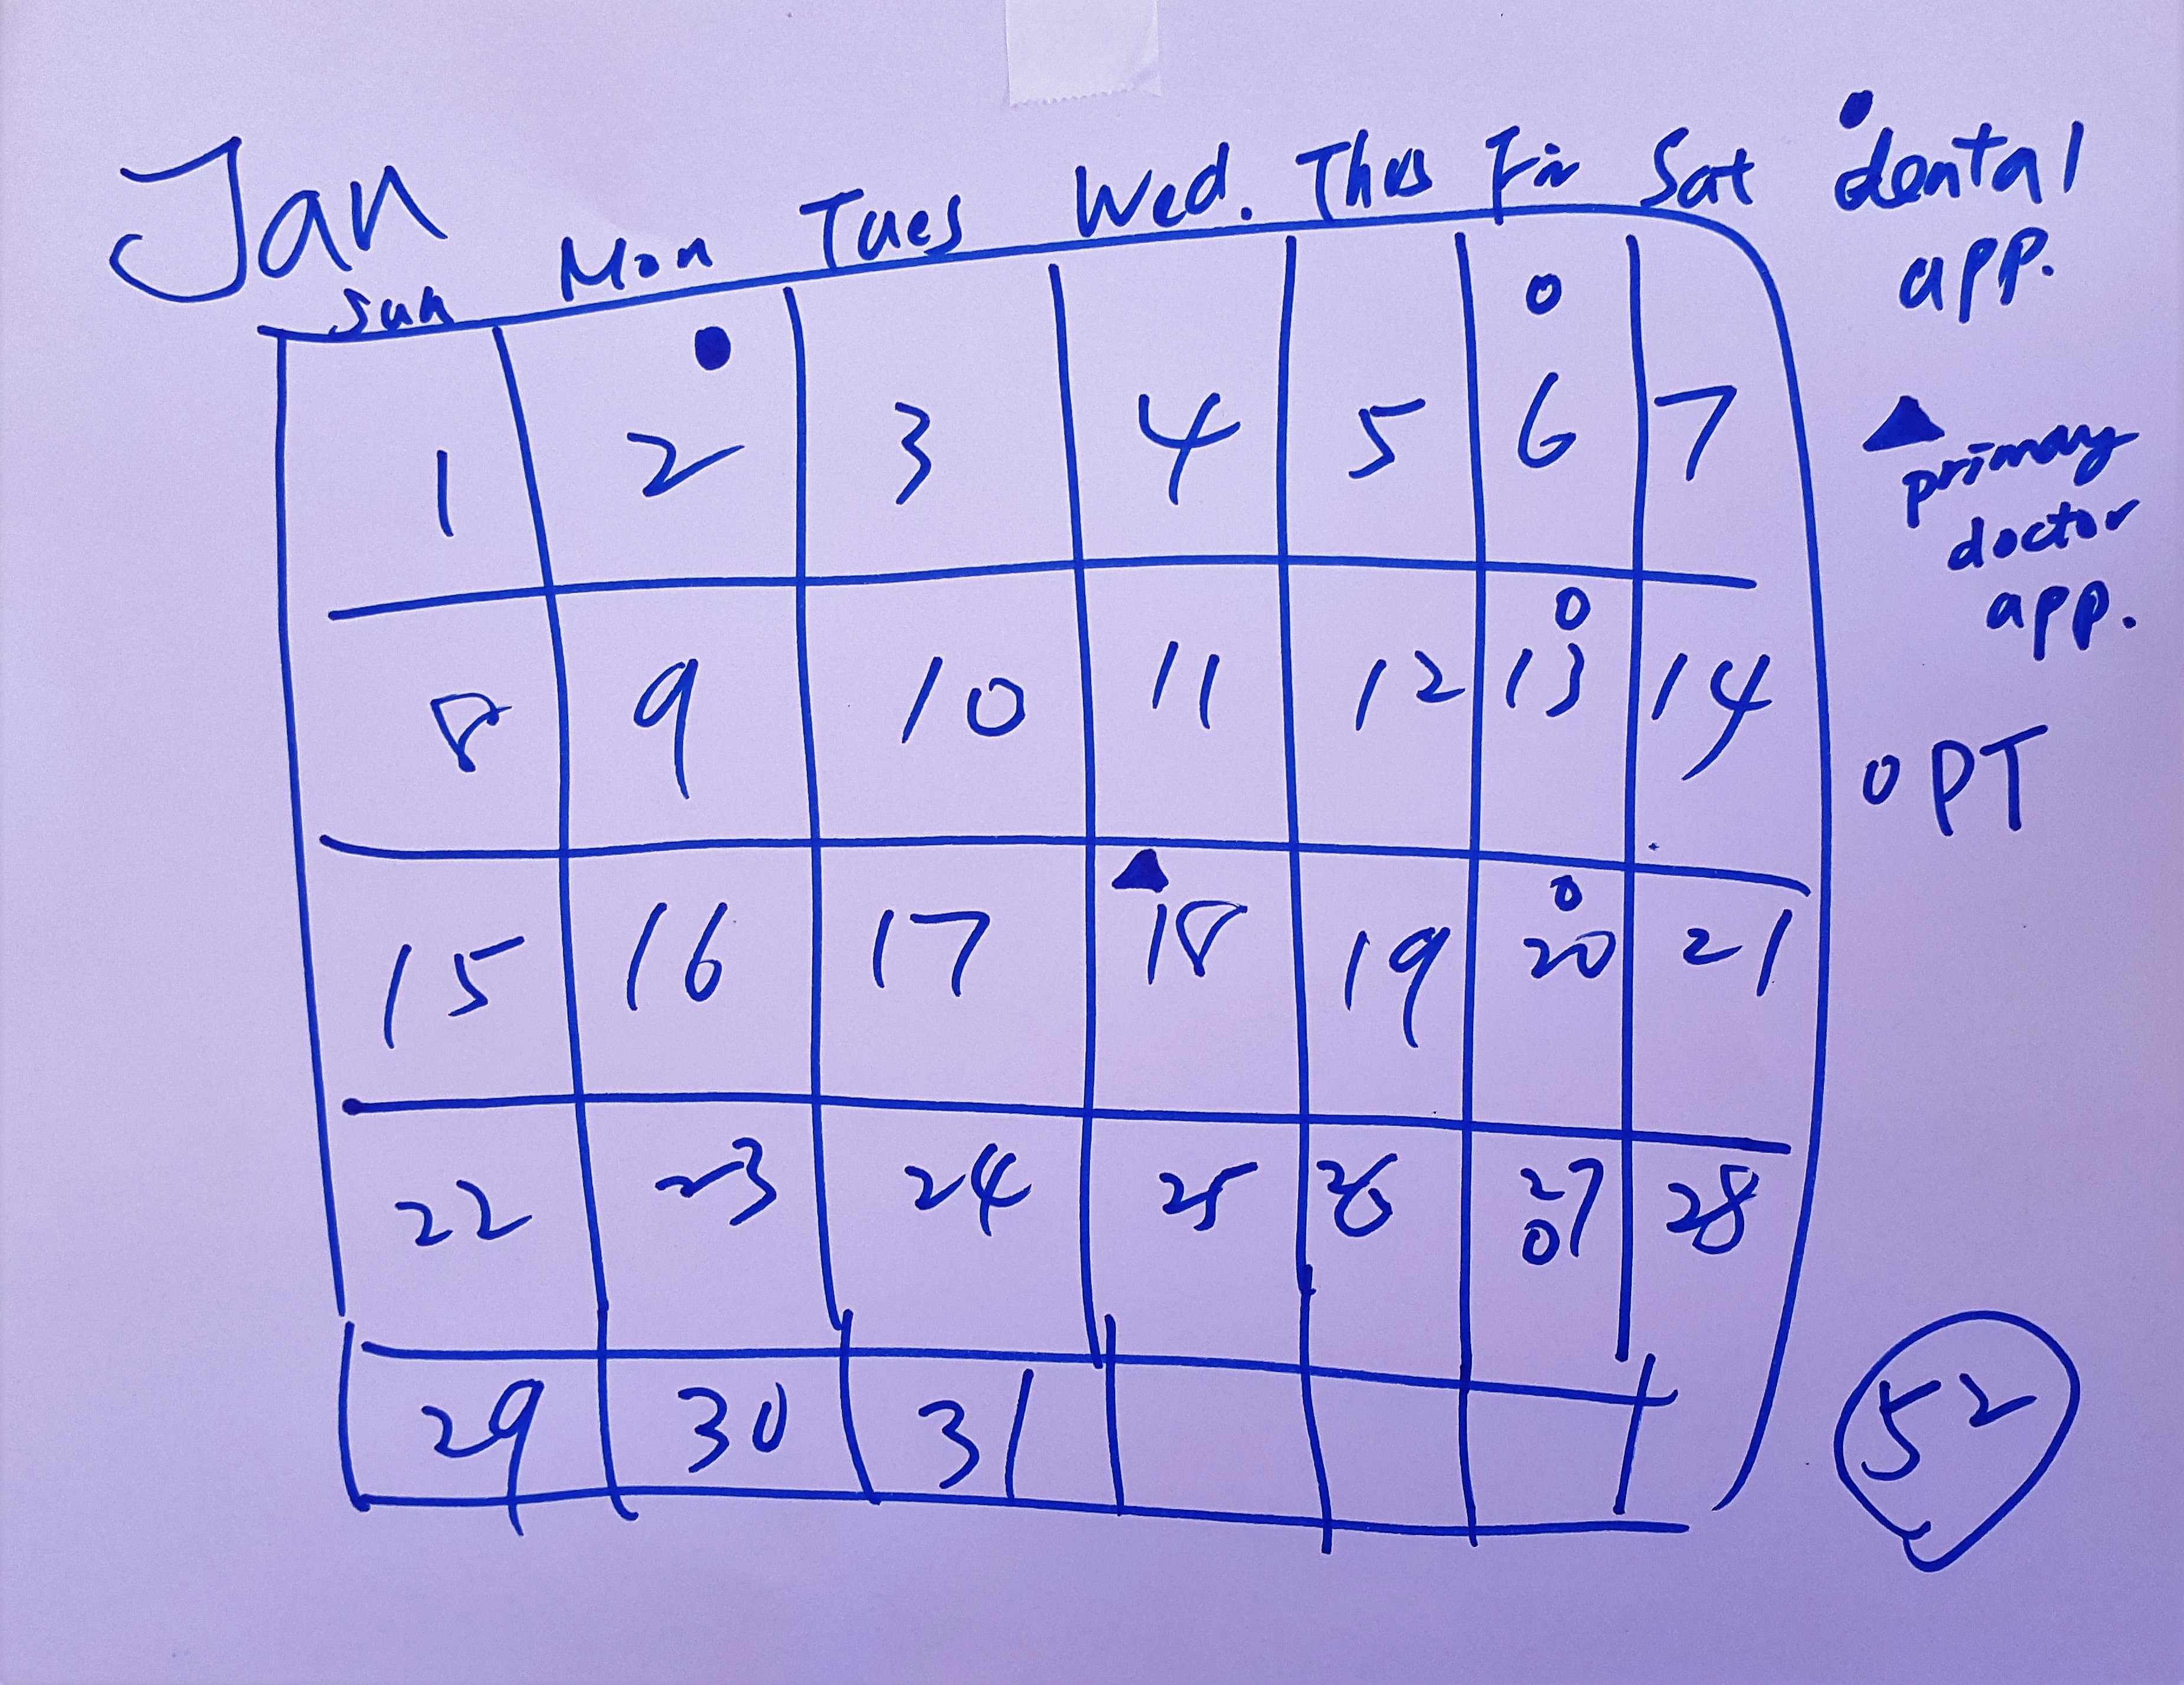 Jan
Sun Mon Tues Wed. Thus Fir Sat
1 2 3 4 5 6 7
8 9 10 11 12 13 14
15 16 17 18 19 20 21
22 23 24 25 26 27 28
29 30 31
dental
app.
primay
doctor
app.
PT
52